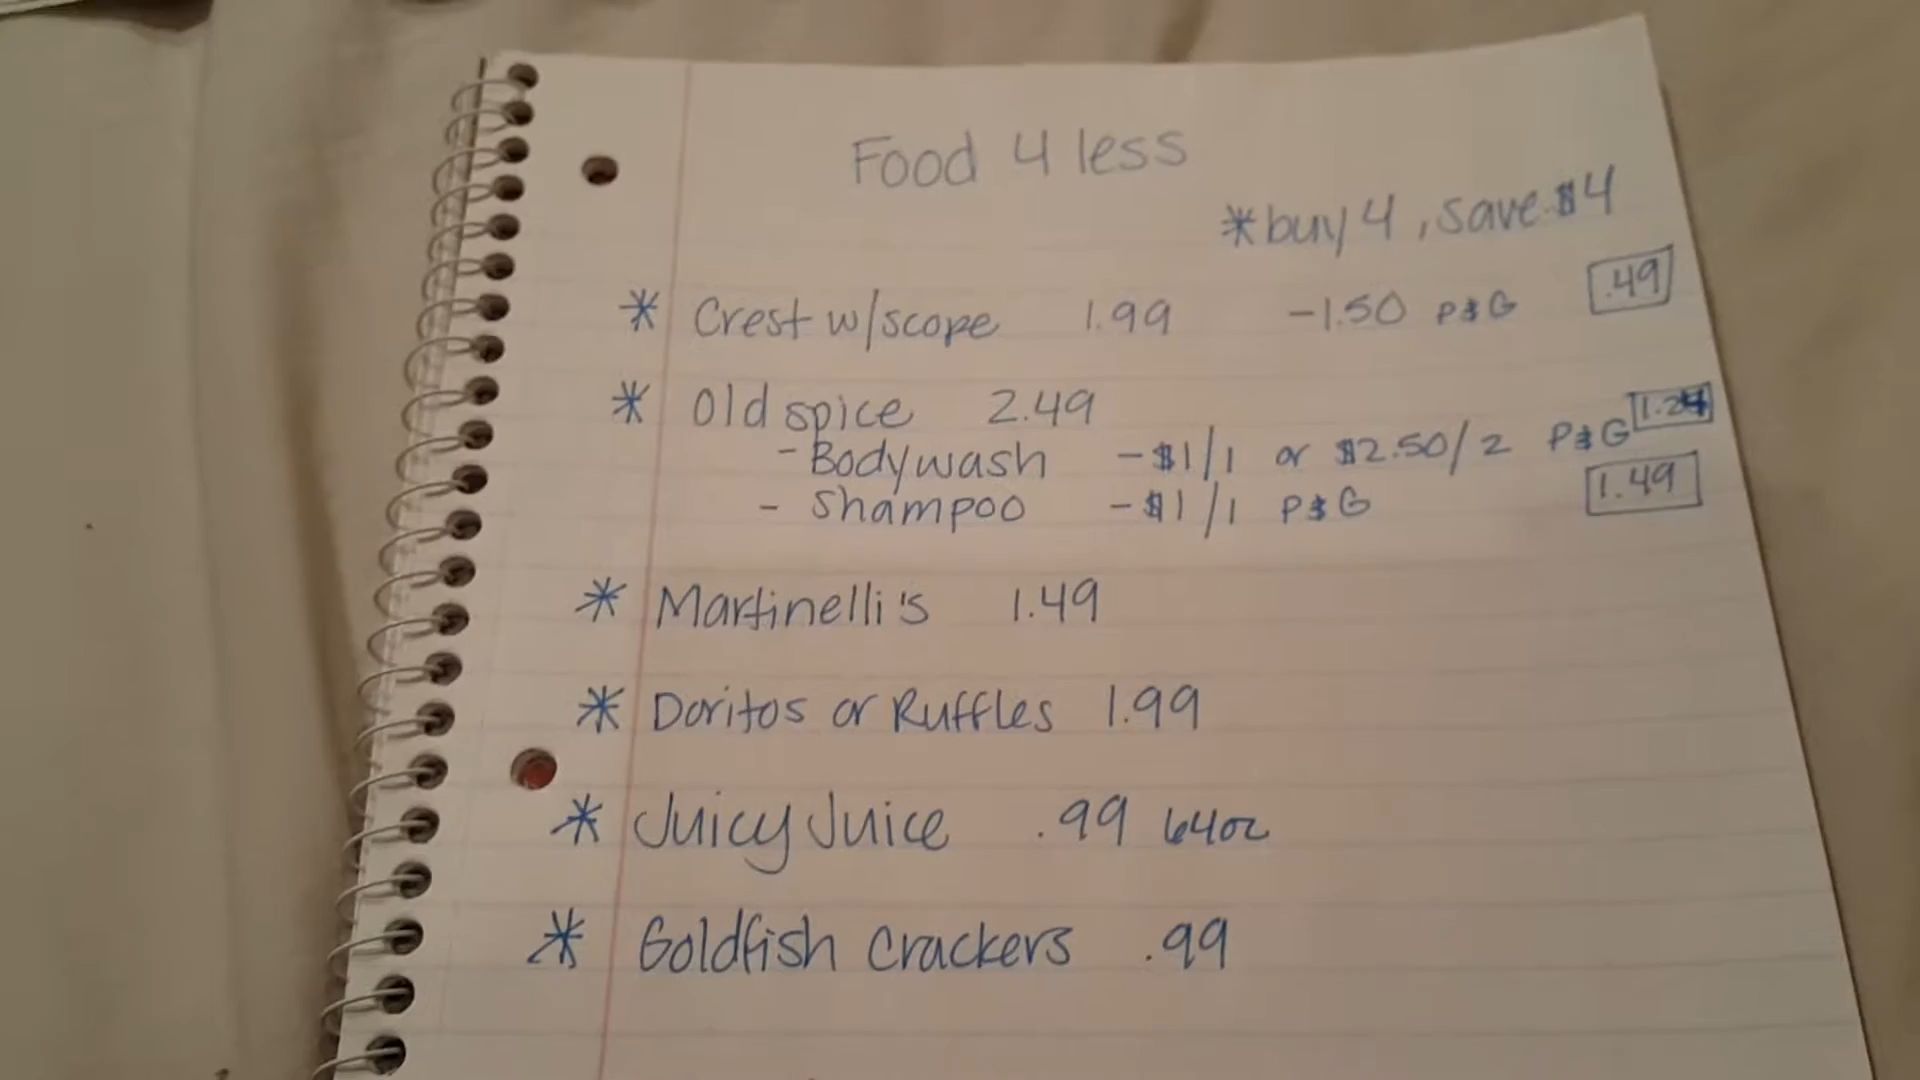 Food 4 less
*buy 4, save $4
* Crest w/scope 1.99 -1.50 P&G .49
* Old spice 2.49
- Bodywash -$1/1 or $2.50/2 P&G 1.24
- Shampoo -$1/1 P&G 1.49
* Martinelli's 1.49
* Doritos or Ruffles 1.99
* Juicy Juice .99 64oz
* Goldfish Crackers .99